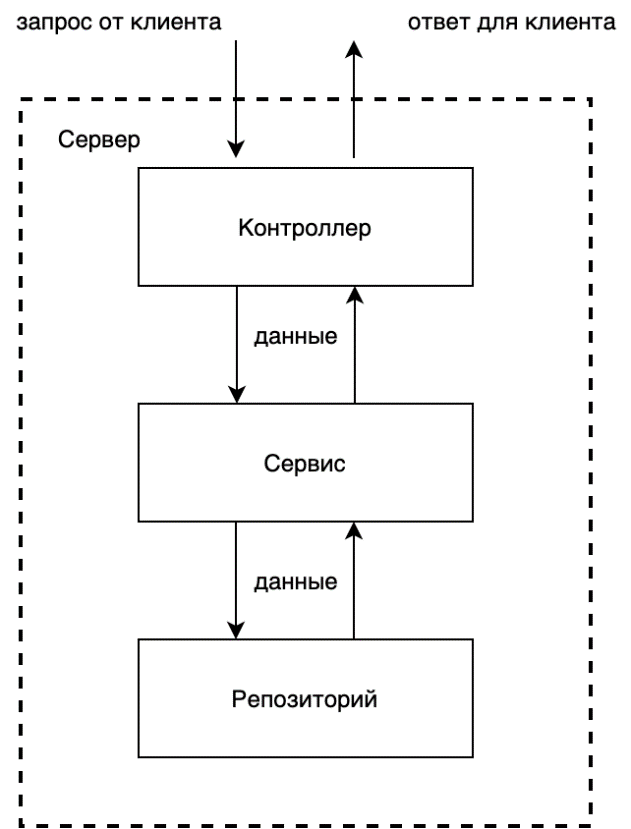 запрос от клиента
ответ для клиента
Сервер
Контроллер
данные
Сервис
данные
Репозиторий